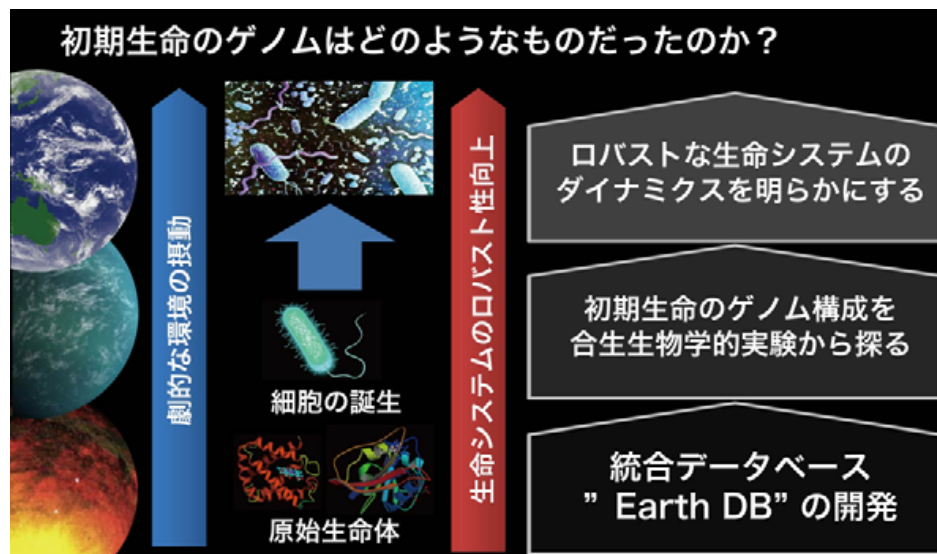 初期生命のゲノムはどのようなものだったのか？
劇的な環境の摂動
細胞の誕生
原始生命体
生命システムのロバスト性向上
ロバストな生命システムの
ダイナミクスを明らかにする
初期生命のゲノム構成を
合生生物学的実験から探る
統合データベース
” Earth DB” の開発